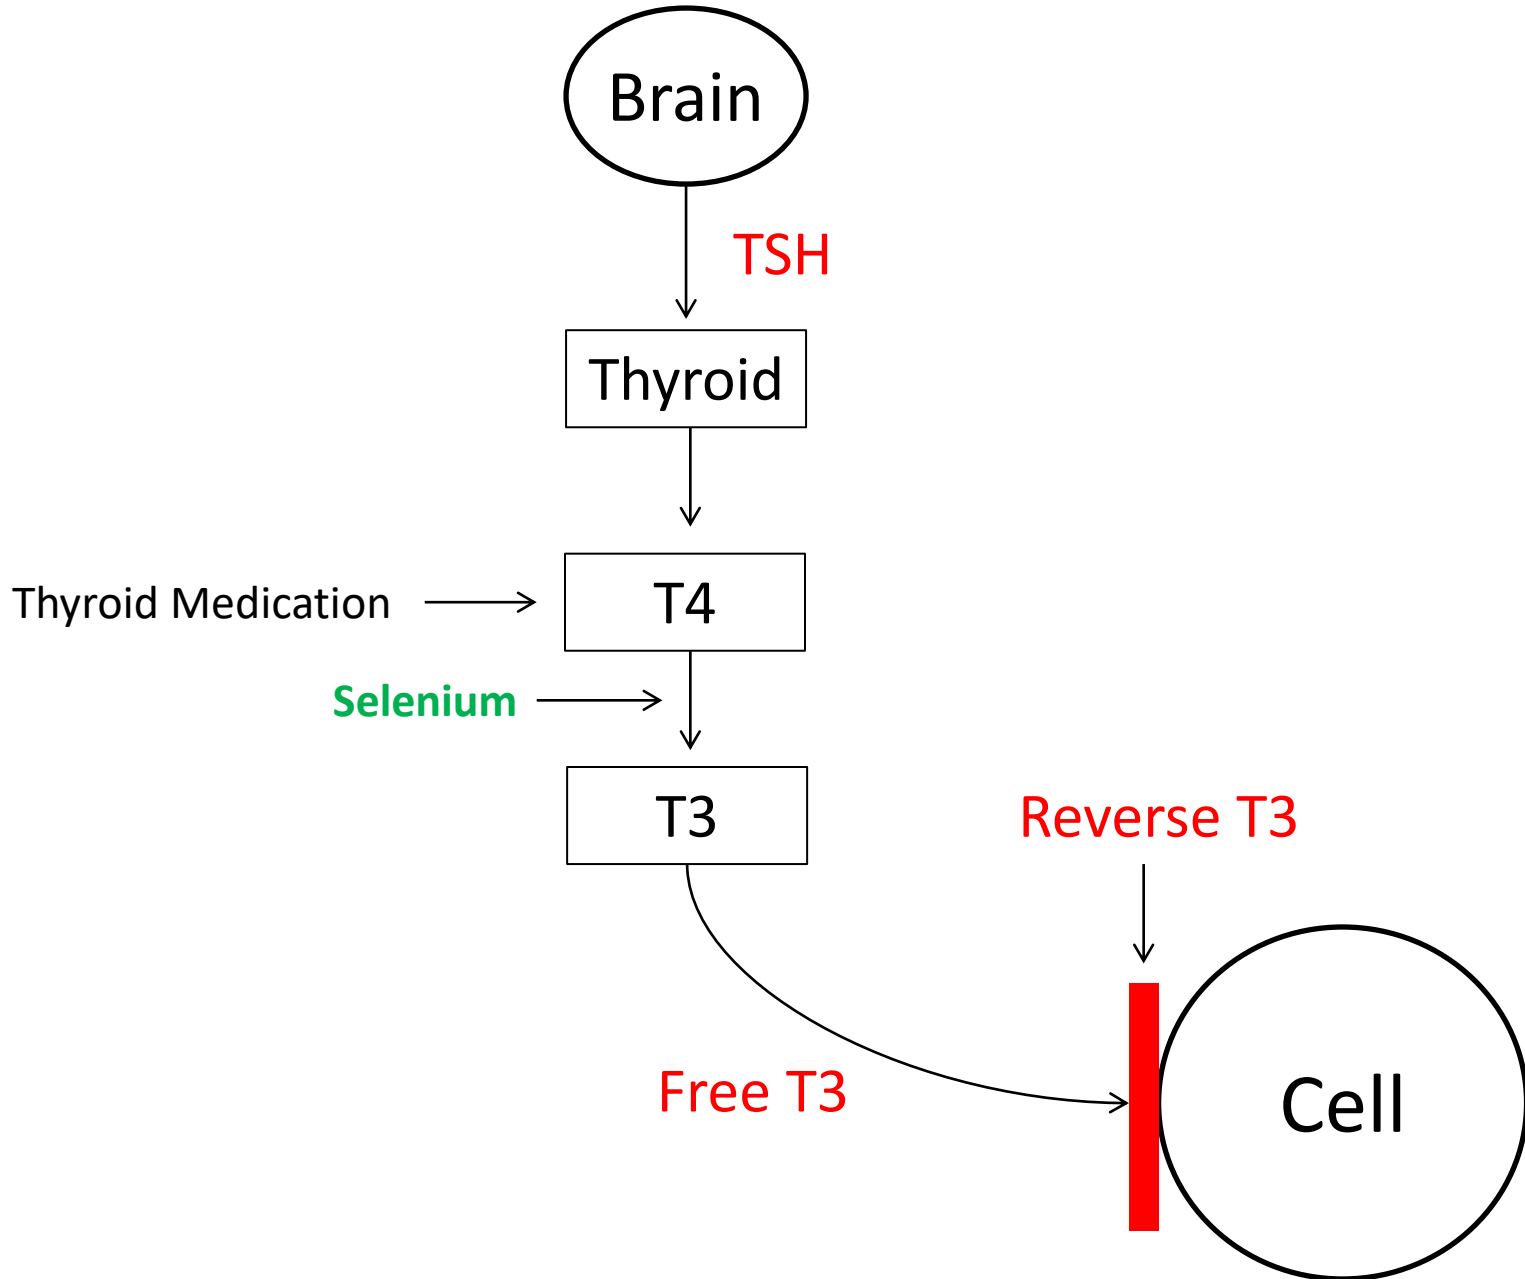 Brain
TSH
Thyroid
Thyroid Medication
T4
Selenium
T3
Reverse T3
Free T3
Cell